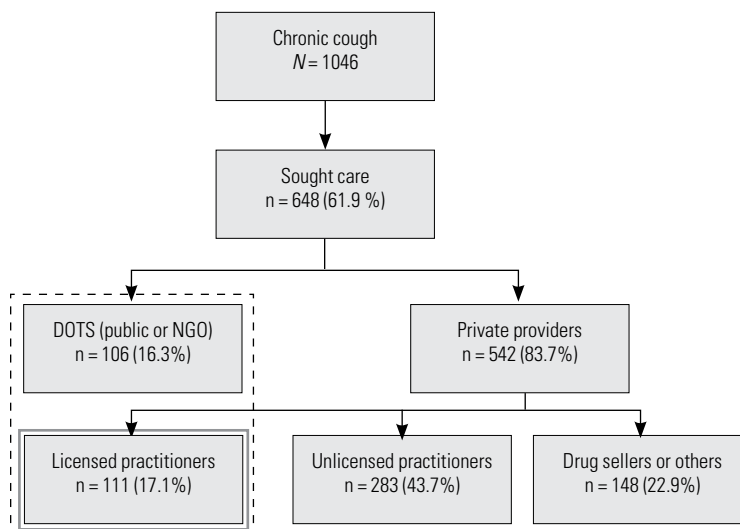 Chronic cough
N = 1046
Sought care
n = 648 (61.9 %)
DOTS (public or NGO)
n = 106 (16.3%)
Private providers
n = 542 (83.7%)
Licensed practitioners
n = 111 (17.1%)
Unlicensed practitioners
n = 283 (43.7%)
Drug sellers or others
n = 148 (22.9%)